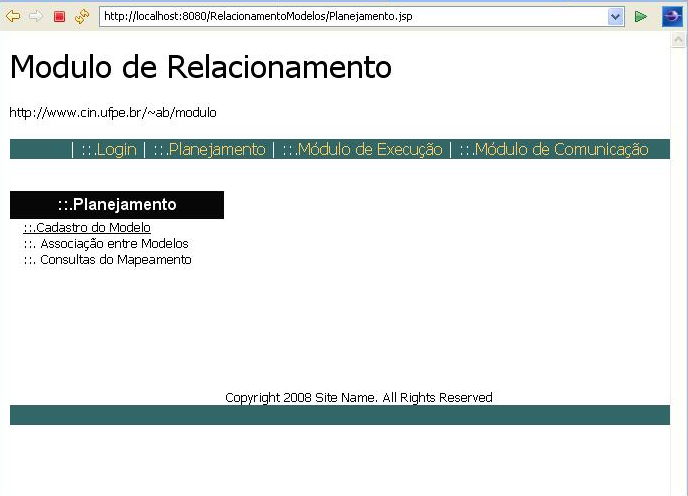 http://localhost:8080/RelacionamentoModelos/Planejamento.jsp
Modulo de Relacionamento
http://www.cin.ufpe.br/~ab/modulo
| ::.Login | ::.Planejamento | ::.Módulo de Execução | ::.Módulo de Comunicação
::.Planejamento
::.Cadastro do Modelo
::. Associação entre Modelos
::. Consultas do Mapeamento
Copyright 2008 Site Name. All Rights Reserved